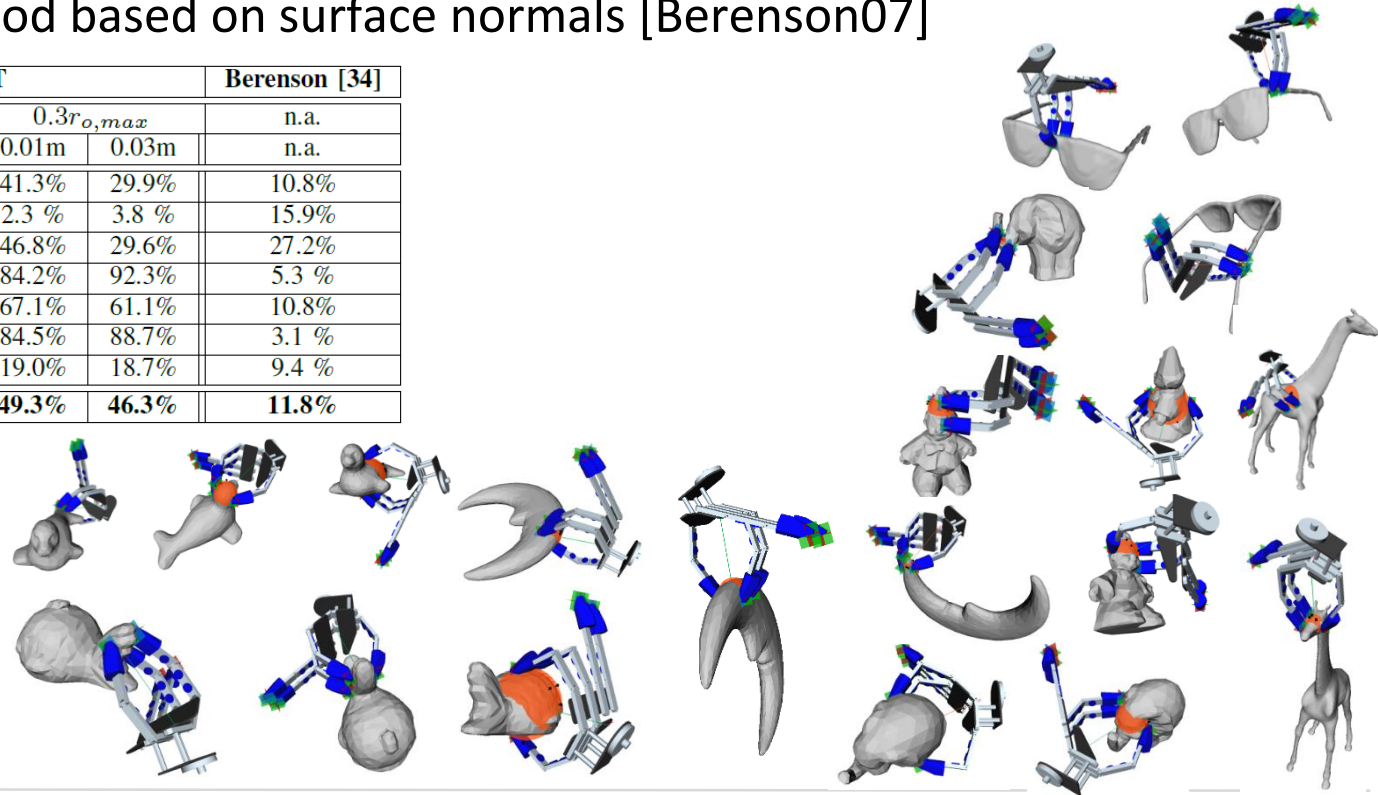 od based on surface normals [Berenson07]
T Berenson [34]
0.3r_{o,max} n.a.
0.01m 0.03m n.a.
41.3% 29.9% 10.8%
2.3 % 3.8 % 15.9%
46.8% 29.6% 27.2%
84.2% 92.3% 5.3 %
67.1% 61.1% 10.8%
84.5% 88.7% 3.1 %
19.0% 18.7% 9.4 %
49.3% 46.3% 11.8%